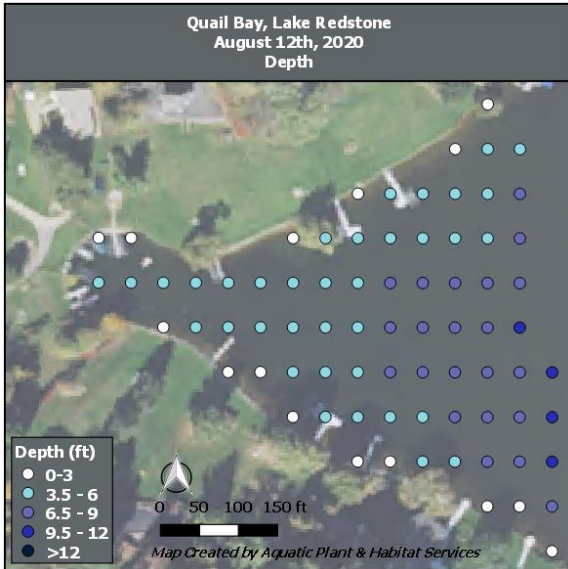 Quail Bay, Lake Redstone
August 12th, 2020
Depth
Depth (ft)
0-3
3.5 - 6
6.5 - 9
9.5 - 12
>12
0 50 100 150 ft
Map Created by Aquatic Plant & Habitat Services